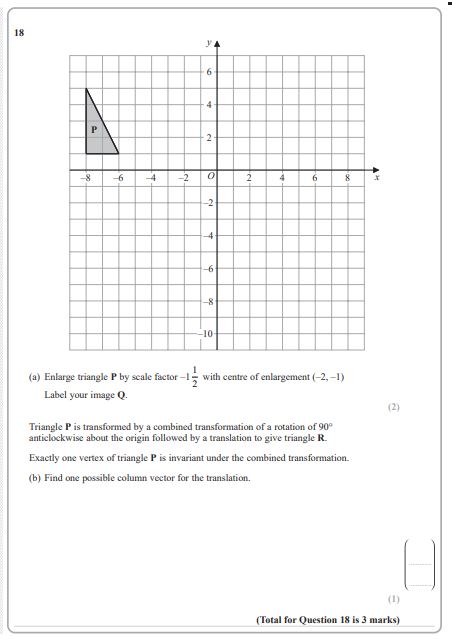 18
y
6
4
P
2
-8 -6 -4 -2 O 2 4 6 8 x
-2
-4
-6
-8
-10
(a) Enlarge triangle P by scale factor –1 1/2 with centre of enlargement (–2, –1)
Label your image Q.
(2)
Triangle P is transformed by a combined transformation of a rotation of 90°
anticlockwise about the origin followed by a translation to give triangle R.
Exactly one vertex of triangle P is invariant under the combined transformation.
(b) Find one possible column vector for the translation.
(1)
(Total for Question 18 is 3 marks)